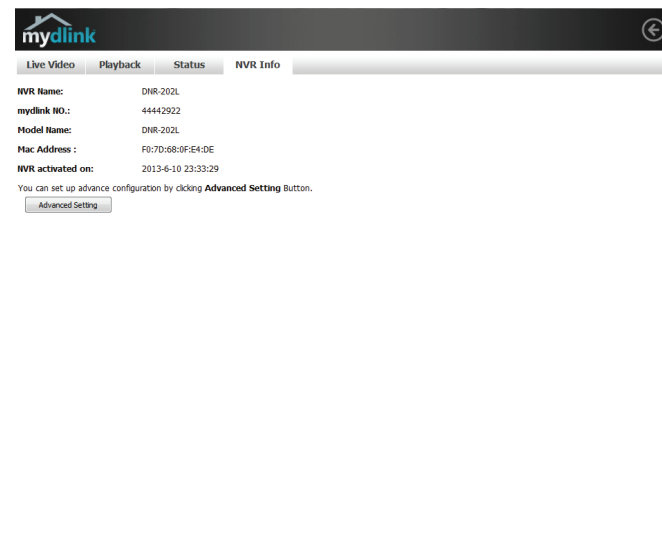 mydlink
Live Video Playback Status NVR Info
NVR Name: DNR-202L
mydlink NO.: 44442922
Model Name: DNR-202L
Mac Address : F0:7D:68:0F:E4:DE
NVR activated on: 2013-6-10 23:33:29
You can set up advance configuration by clicking Advanced Setting Button.
Advanced Setting